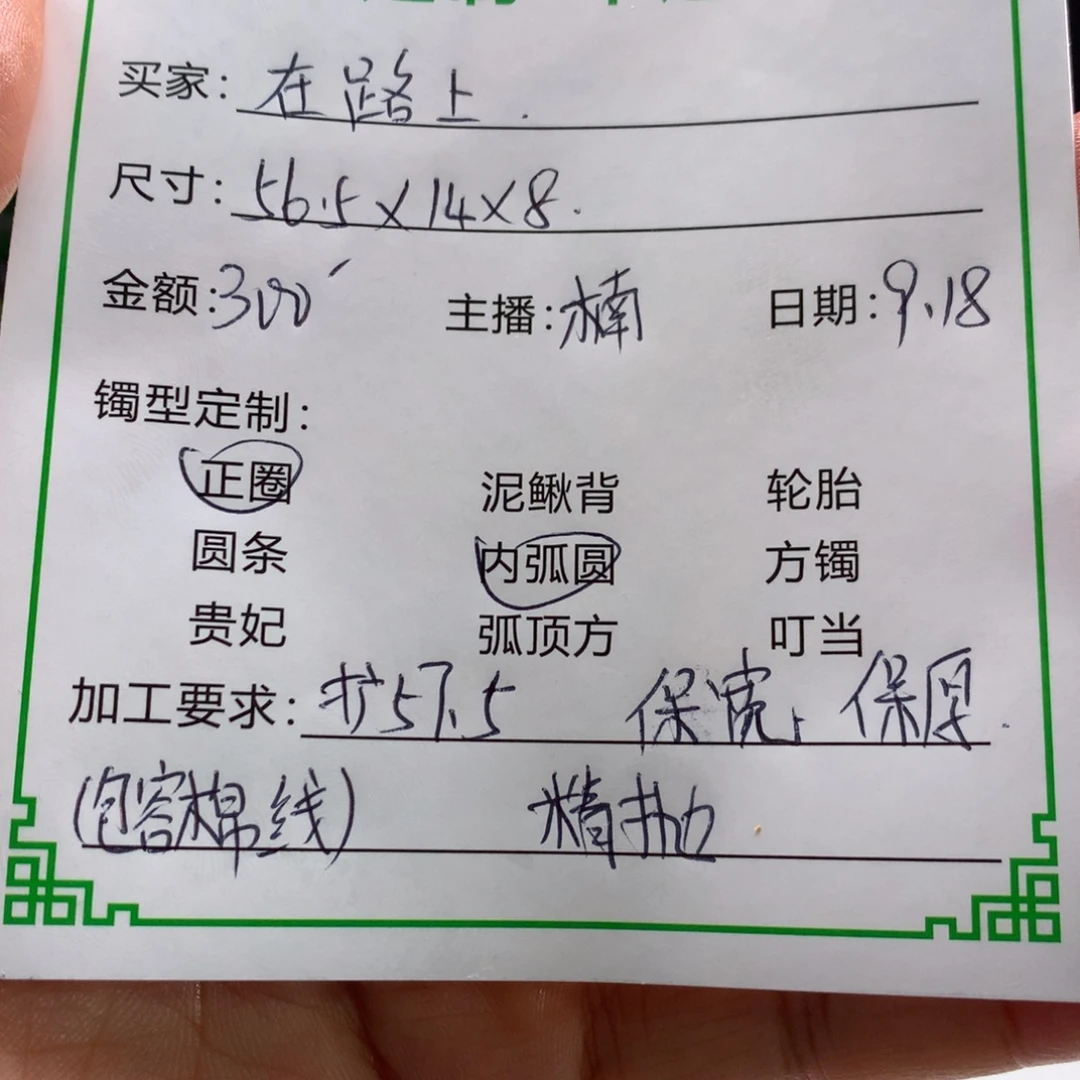 买家：在路上.
尺寸：56.5×14×8.
金额：300 主播：楠 日期：9.18
镯型定制：
正圈 泥鳅背 轮胎
圆条 内弧圆 方镯
贵妃 弧顶方 叮当
加工要求：扩57.5 保宽，保厚.
(包容棉线) 精抛